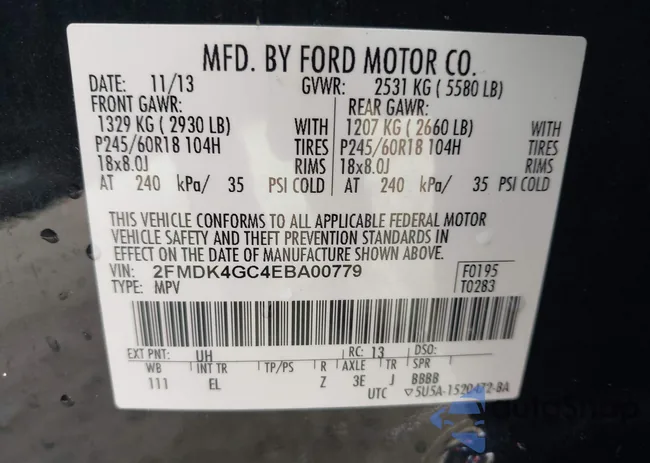 MFD. BY FORD MOTOR CO.
DATE: 11/13 GVWR: 2531 KG ( 5580 LB)
FRONT GAWR: REAR GAWR:
1329 KG ( 2930 LB) WITH 1207 KG ( 2660 LB) WITH
P245/60R18 104H TIRES P245/60R18 104H TIRES
18x8.0J RIMS 18x8.0J RIMS
AT 240 kPa/ 35 PSI COLD AT 240 kPa/ 35 PSI COLD
THIS VEHICLE CONFORMS TO ALL APPLICABLE FEDERAL MOTOR
VEHICLE SAFETY AND THEFT PREVENTION STANDARDS IN
EFFECT ON THE DATE OF MANUFACTURE SHOWN ABOVE.
VIN: 2FMDK4GC4EBA00779 F0195
TYPE: MPV T0283
EXT PNT: UH RC: 13 DSO:
WB INT TR TP/PS R AXLE TR SPR
111 EL Z 3E J BBBB
UTC ▽5U5A-1520472-BA
AutoSnap